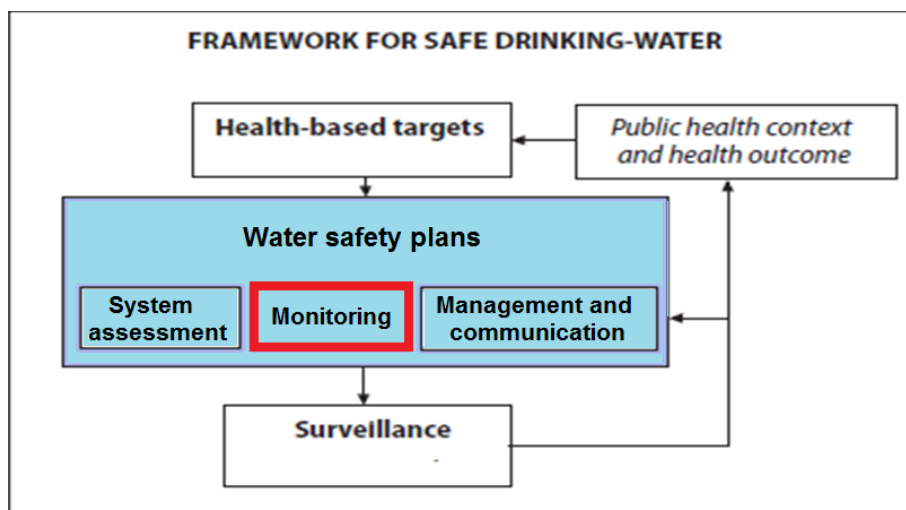 FRAMEWORK FOR SAFE DRINKING-WATER
Health-based targets
Public health context
and health outcome
Water safety plans
System
assessment
Monitoring
Management and
communication
Surveillance